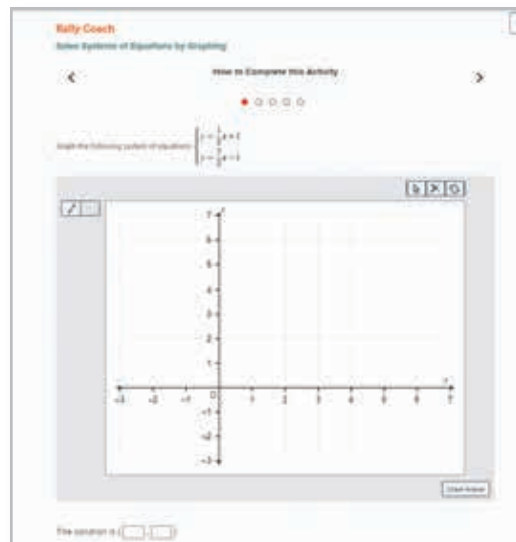 Rally Coach
Solve Systems of Equations by Graphing
How to Complete this Activity
Graph the following system of equations
7
6
5
4
3
2
1
-3 -2 -1 0 1 2 3 4 5 6 7
-1
-2
-3
Check Answer
The solution is ( , )